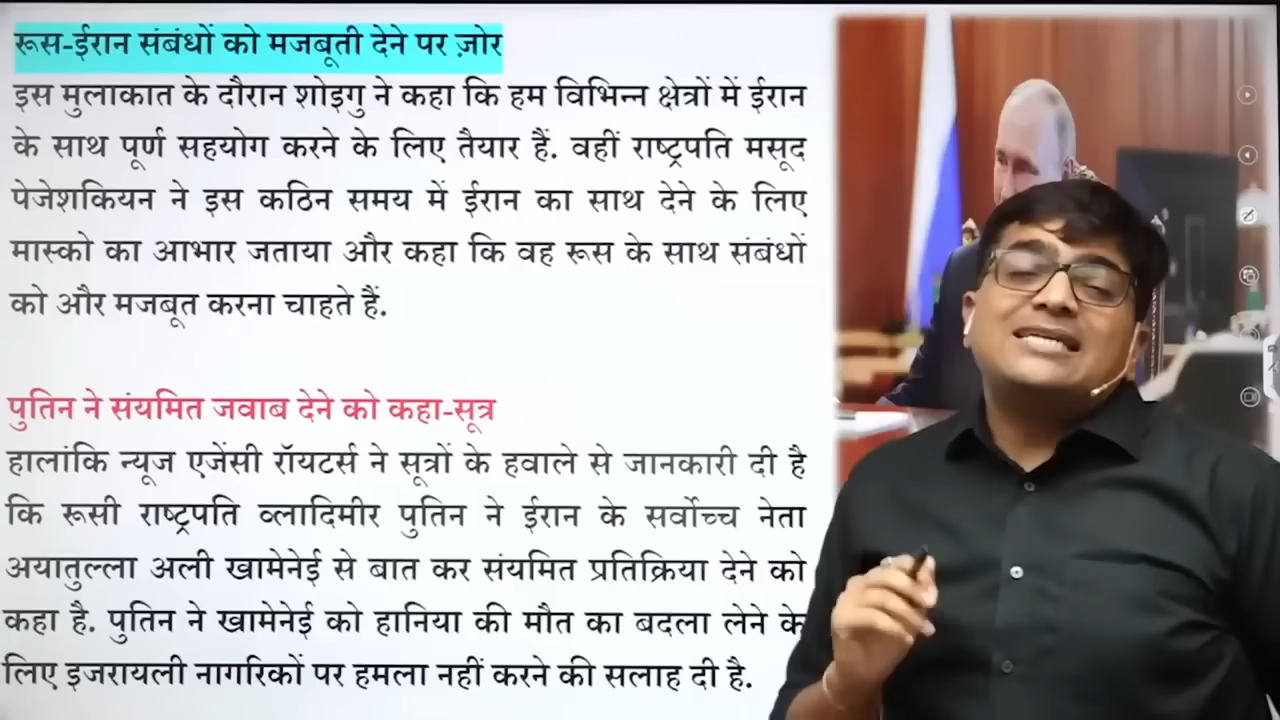 रूस-ईरान संबंधों को मजबूती देने पर ज़ोर
इस मुलाकात के दौरान शोइगु ने कहा कि हम विभिन्न क्षेत्रों में ईरान
के साथ पूर्ण सहयोग करने के लिए तैयार हैं. वहीं राष्ट्रपति मसूद
पेजेशकियन ने इस कठिन समय में ईरान का साथ देने के लिए
मास्को का आभार जताया और कहा कि वह रूस के साथ संबंधों
को और मजबूत करना चाहते हैं.
पुतिन ने संयमित जवाब देने को कहा-सूत्र
हालांकि न्यूज एजेंसी रॉयटर्स ने सूत्रों के हवाले से जानकारी दी है
कि रूसी राष्ट्रपति व्लादिमीर पुतिन ने ईरान के सर्वोच्च नेता
अयातुल्ला अली खामेनेई से बात कर संयमित प्रतिक्रिया देने को
कहा है. पुतिन ने खामेनेई को हानिया की मौत का बदला लेने के
लिए इजरायली नागरिकों पर हमला नहीं करने की सलाह दी है.